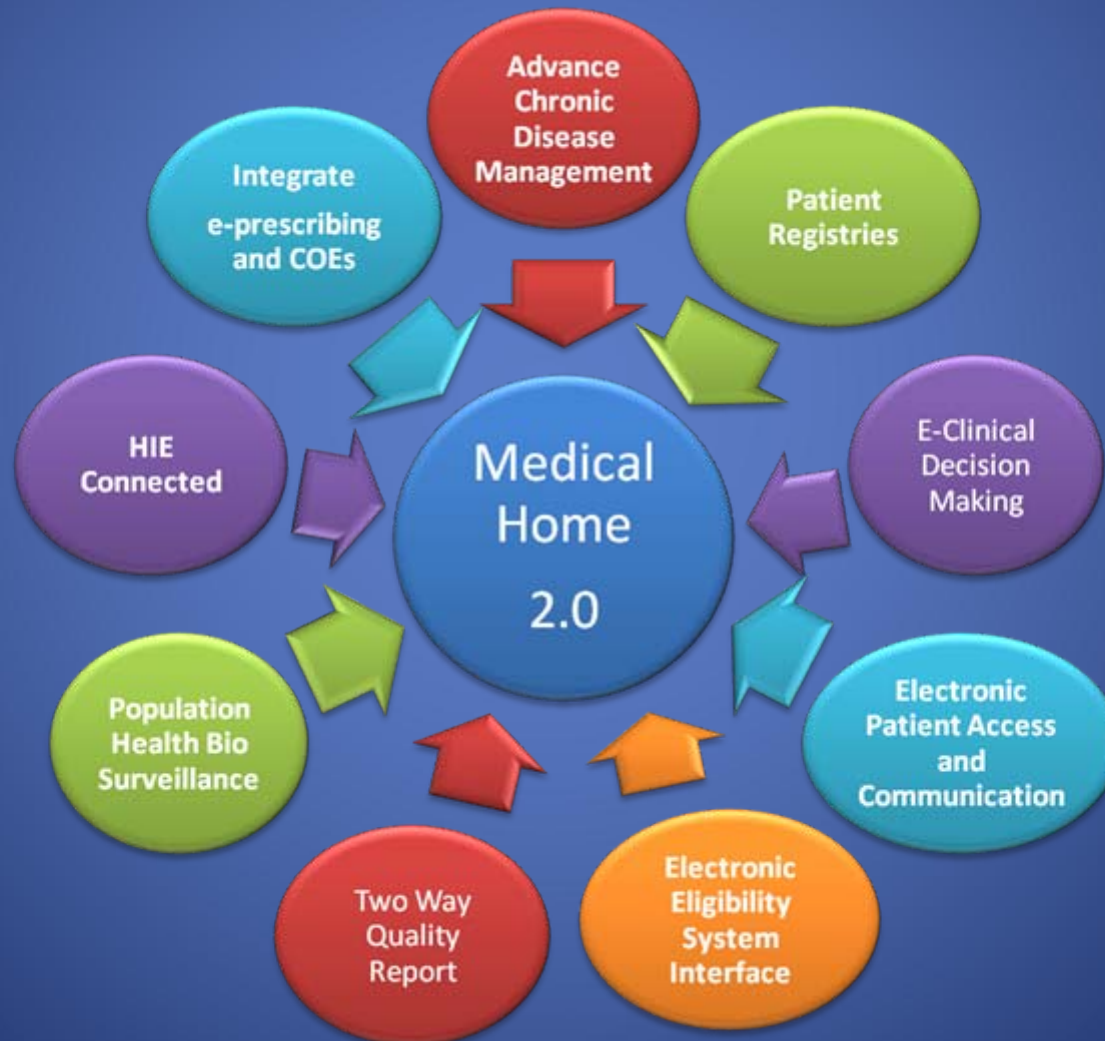 Advance
Chronic
Disease
Management
Patient
Registries
E-Clinical
Decision
Making
Electronic
Patient Access
and
Communication
Electronic
Eligibility
System
Interface
Two Way
Quality
Report
Population
Health Bio
Surveillance
HIE
Connected
Integrate
e-prescribing
and COEs
Medical
Home
2.0